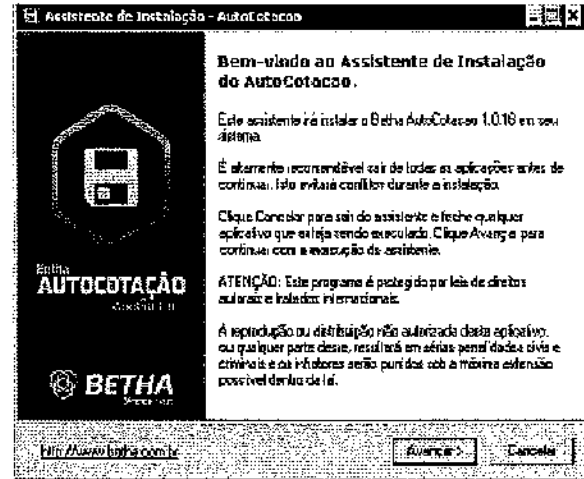 Assistente de Instalação - AutoCotacao
Bem-vindo ao Assistente de Instalação
do AutoCotacao.
Este assistente irá instalar o Betha AutoCotacao 1.0.18 em seu
sistema.
É altamente recomendável sair de todas as aplicações antes de
continuar. Isto evitará conflitos durante a instalação.
Clique Cancelar para sair do assistente e feche qualquer
aplicativo que esteja sendo executado. Clique Avançar para
continuar com a execução do assistente.
ATENÇÃO: Este programa é protegido por leis de direitos
autorais e tratados internacionais.
A reprodução ou distribuição não autorizada deste aplicativo,
ou qualquer parte deste, resultará em sérias penalidades civis e
criminais e os infratores serão punidos sob a máxima extensão
possível dentro da lei.
Betha
AUTOCOTAÇÃO
BETHA
http://www.betha.com.br
Avançar >
Cancelar